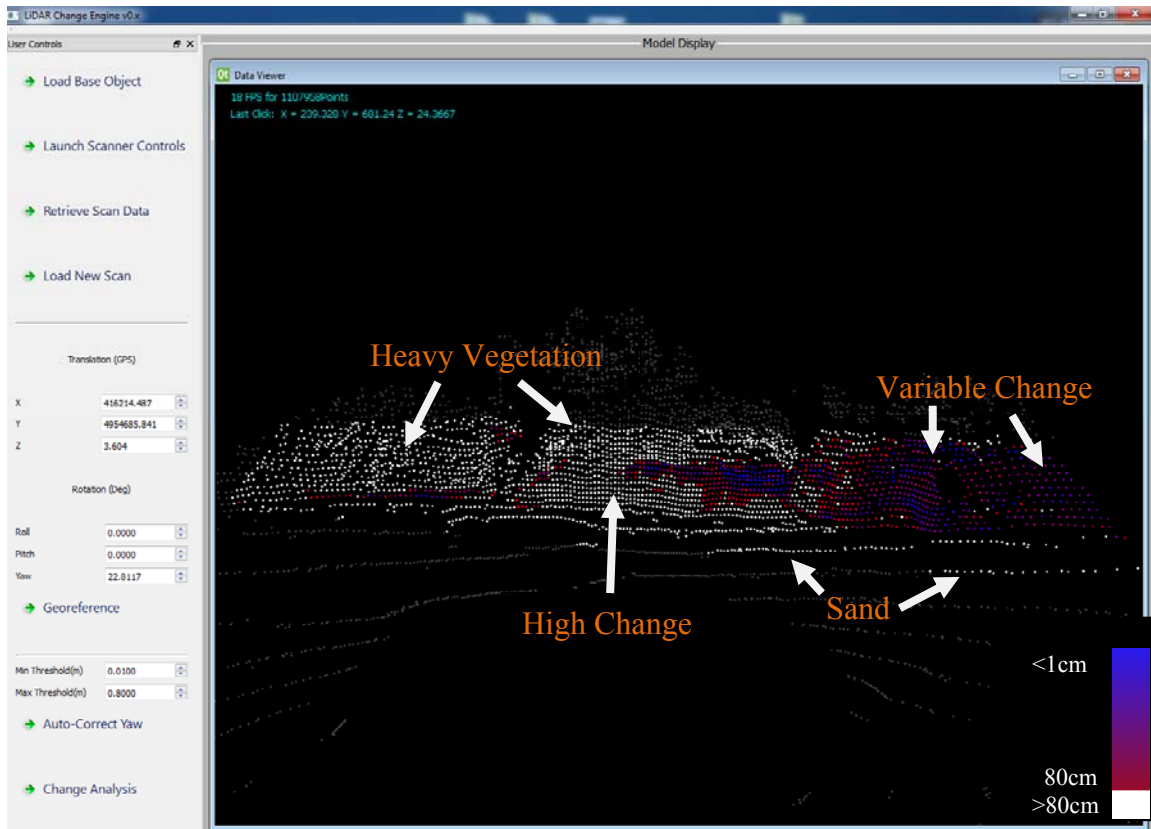 LiDAR Change Engine v0.x
User Controls
Model Display
Load Base Object
Launch Scanner Controls
Retrieve Scan Data
Load New Scan
Translation (GPS)
X 416214.487
Y 4954685.841
Z 3.604
Rotation (Deg)
Roll 0.0000
Pitch 0.0000
Yaw 22.8117
Georeference
Min Threshold(m) 0.0100
Max Threshold(m) 0.8000
Auto-Correct Yaw
Change Analysis
Data Viewer
18 FPS for 1107958Points
Last Click: X = 239.328 Y = 681.24 Z = 24.3667
Heavy Vegetation
Variable Change
High Change
Sand
<1cm
80cm
>80cm